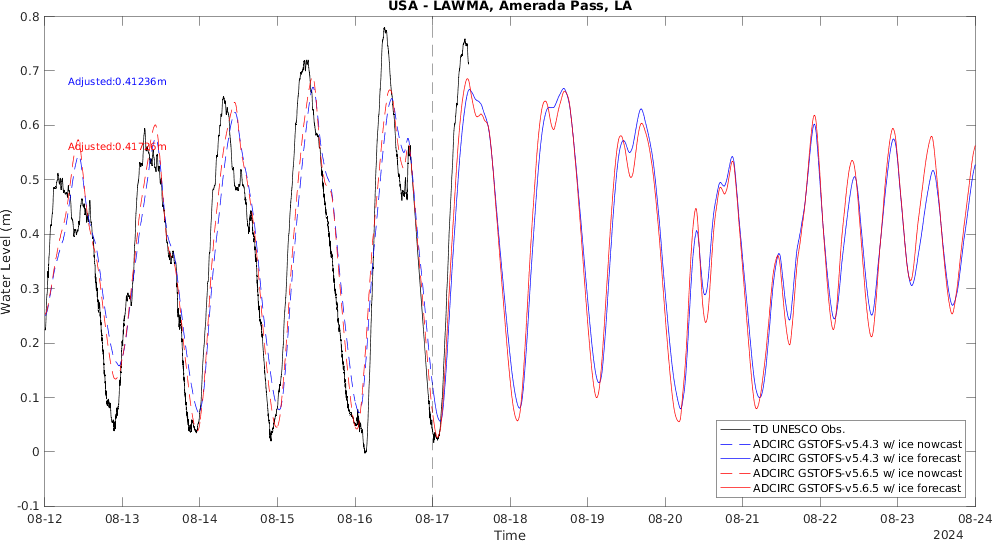 USA - LAWMA, Amerada Pass, LA
0.8
0.7
0.6
0.5
0.4
0.3
0.2
0.1
0
-0.1
Water Level (m)
Adjusted:0.41236m
TD UNESCO Obs.
ADCIRC GSTOFS-v5.4.3 w/ ice nowcast
ADCIRC GSTOFS-v5.4.3 w/ ice forecast
ADCIRC GSTOFS-v5.6.5 w/ ice nowcast
ADCIRC GSTOFS-v5.6.5 w/ ice forecast
08-12 08-13 08-14 08-15 08-16 08-17 08-18 08-19 08-20 08-21 08-22 08-23 08-24
Time
2024